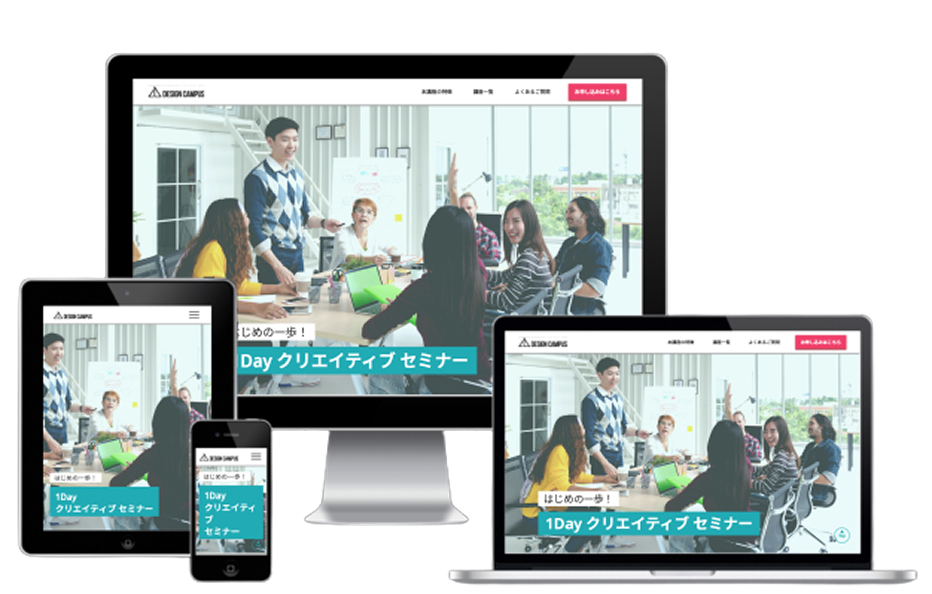 DESIGN CAMPUS
本講座の特徴 講座一覧 よくあるご質問 お申し込みはこちら
じめの一歩！
Day クリエイティブ セミナー
DESIGN CAMPUS
はじめの一歩！
1Day
クリエイティブ セミナー
DESIGN CAMPUS
はじめの一歩！
1Day
クリエイティ
ブ
セミナー
DESIGN CAMPUS
本講座の特徴 講座一覧 よくあるご質問 お申し込みはこちら
はじめの一歩！
1Day クリエイティブ セミナー